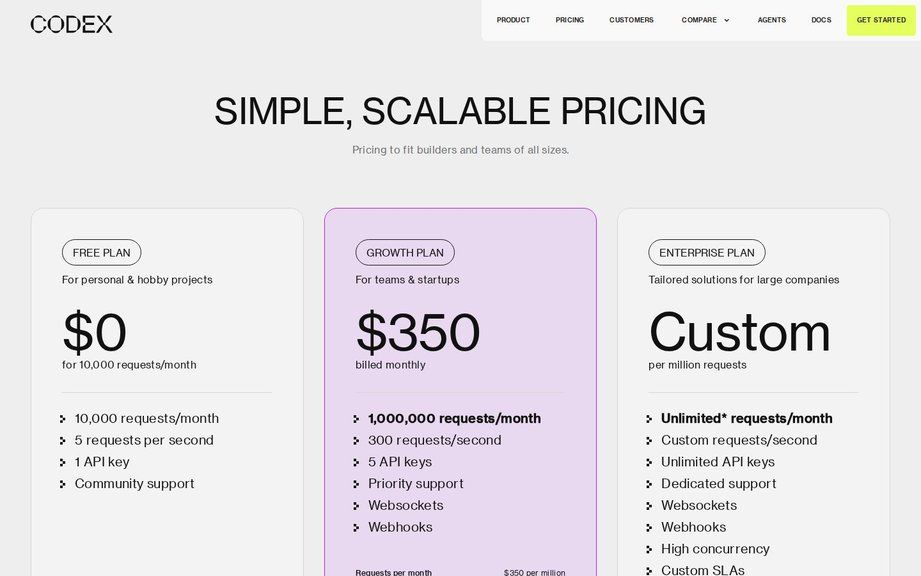 CODEX
PRODUCT
PRICING
CUSTOMERS
COMPARE
AGENTS
DOCS
GET STARTED
SIMPLE, SCALABLE PRICING
Pricing to fit builders and teams of all sizes.
FREE PLAN
For personal & hobby projects
$0
for 10,000 requests/month
10,000 requests/month
5 requests per second
1 API key
Community support
GROWTH PLAN
For teams & startups
$350
billed monthly
1,000,000 requests/month
300 requests/second
5 API keys
Priority support
Websockets
Webhooks
Requests per month
$350 per million
ENTERPRISE PLAN
Tailored solutions for large companies
Custom
per million requests
Unlimited* requests/month
Custom requests/second
Unlimited API keys
Dedicated support
Websockets
Webhooks
High concurrency
Custom SLAs